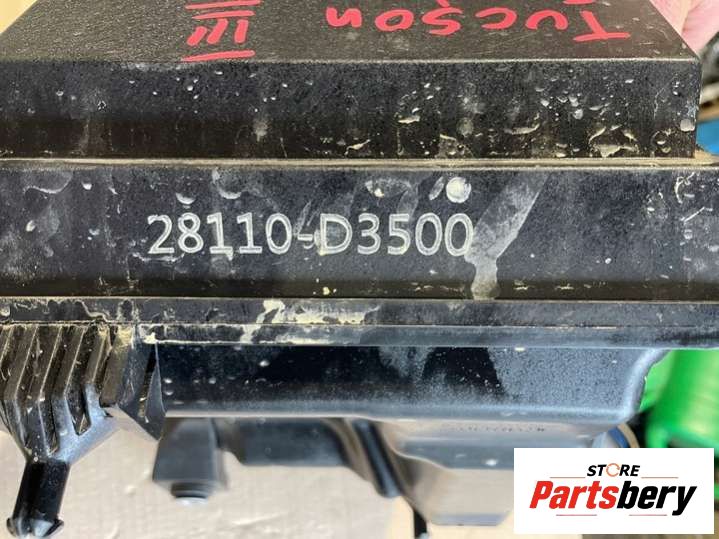 Tucson
III
28110-D3500
STORE
Partsbery